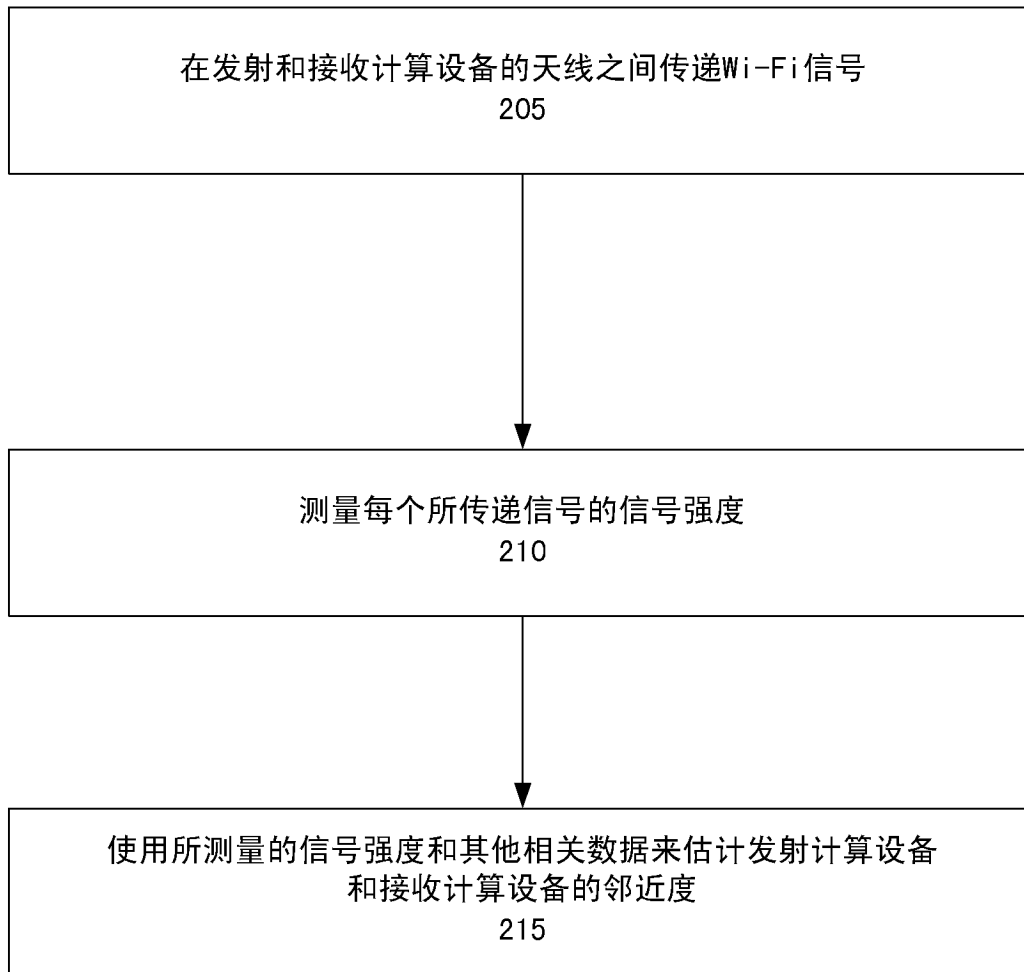 在发射和接收计算设备的天线之间传递Wi-Fi信号
205
测量每个所传递信号的信号强度
210
使用所测量的信号强度和其他相关数据来估计发射计算设备
和接收计算设备的邻近度
215